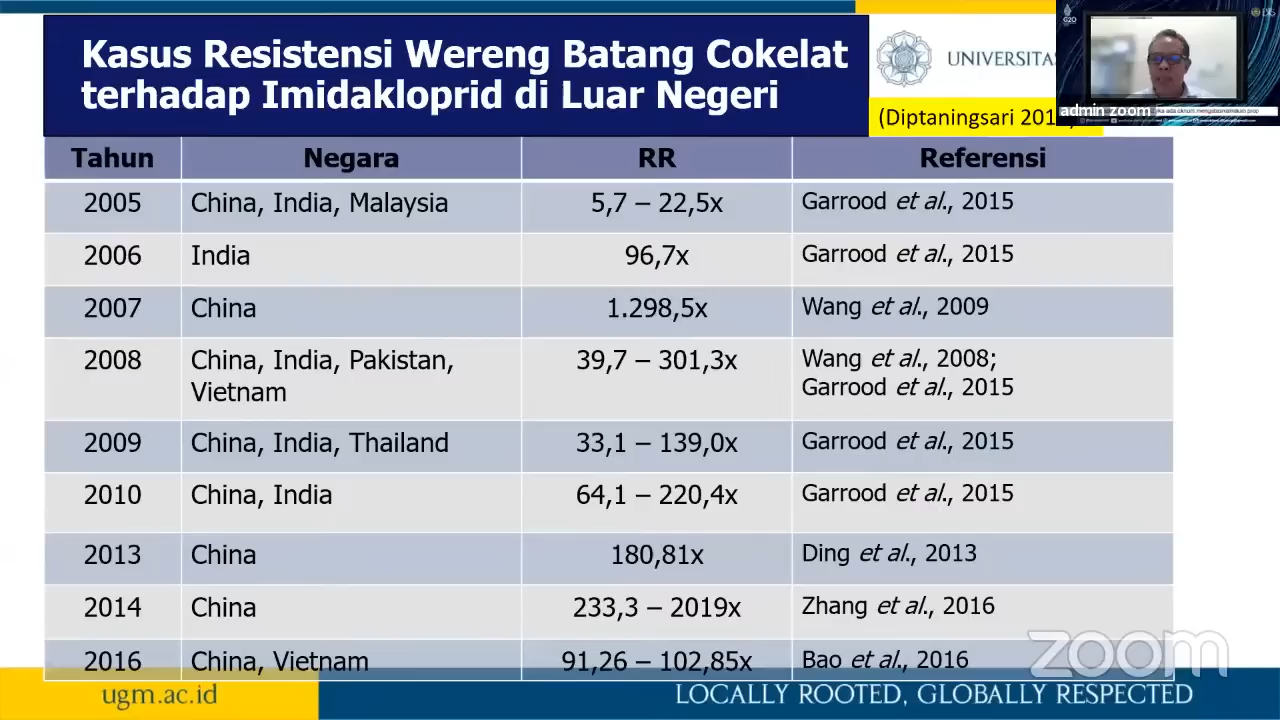 Kasus Resistensi Wereng Batang Cokelat
terhadap Imidakloprid di Luar Negeri
UNIVERSITAS
(Diptaningsari
G20
admin zoom
Tahun Negara RR Referensi
2005 China, India, Malaysia 5,7 – 22,5x Garrood et al., 2015
2006 India 96,7x Garrood et al., 2015
2007 China 1.298,5x Wang et al., 2009
2008 China, India, Pakistan, 39,7 – 301,3x Wang et al., 2008;
Vietnam Garrood et al., 2015
2009 China, India, Thailand 33,1 – 139,0x Garrood et al., 2015
2010 China, India 64,1 – 220,4x Garrood et al., 2015
2013 China 180,81x Ding et al., 2013
2014 China 233,3 – 2019x Zhang et al., 2016
2016 China, Vietnam 91,26 – 102,85x Bao et al., 2016
zoom
ugm.ac.id LOCALLY ROOTED, GLOBALLY RESPECTED